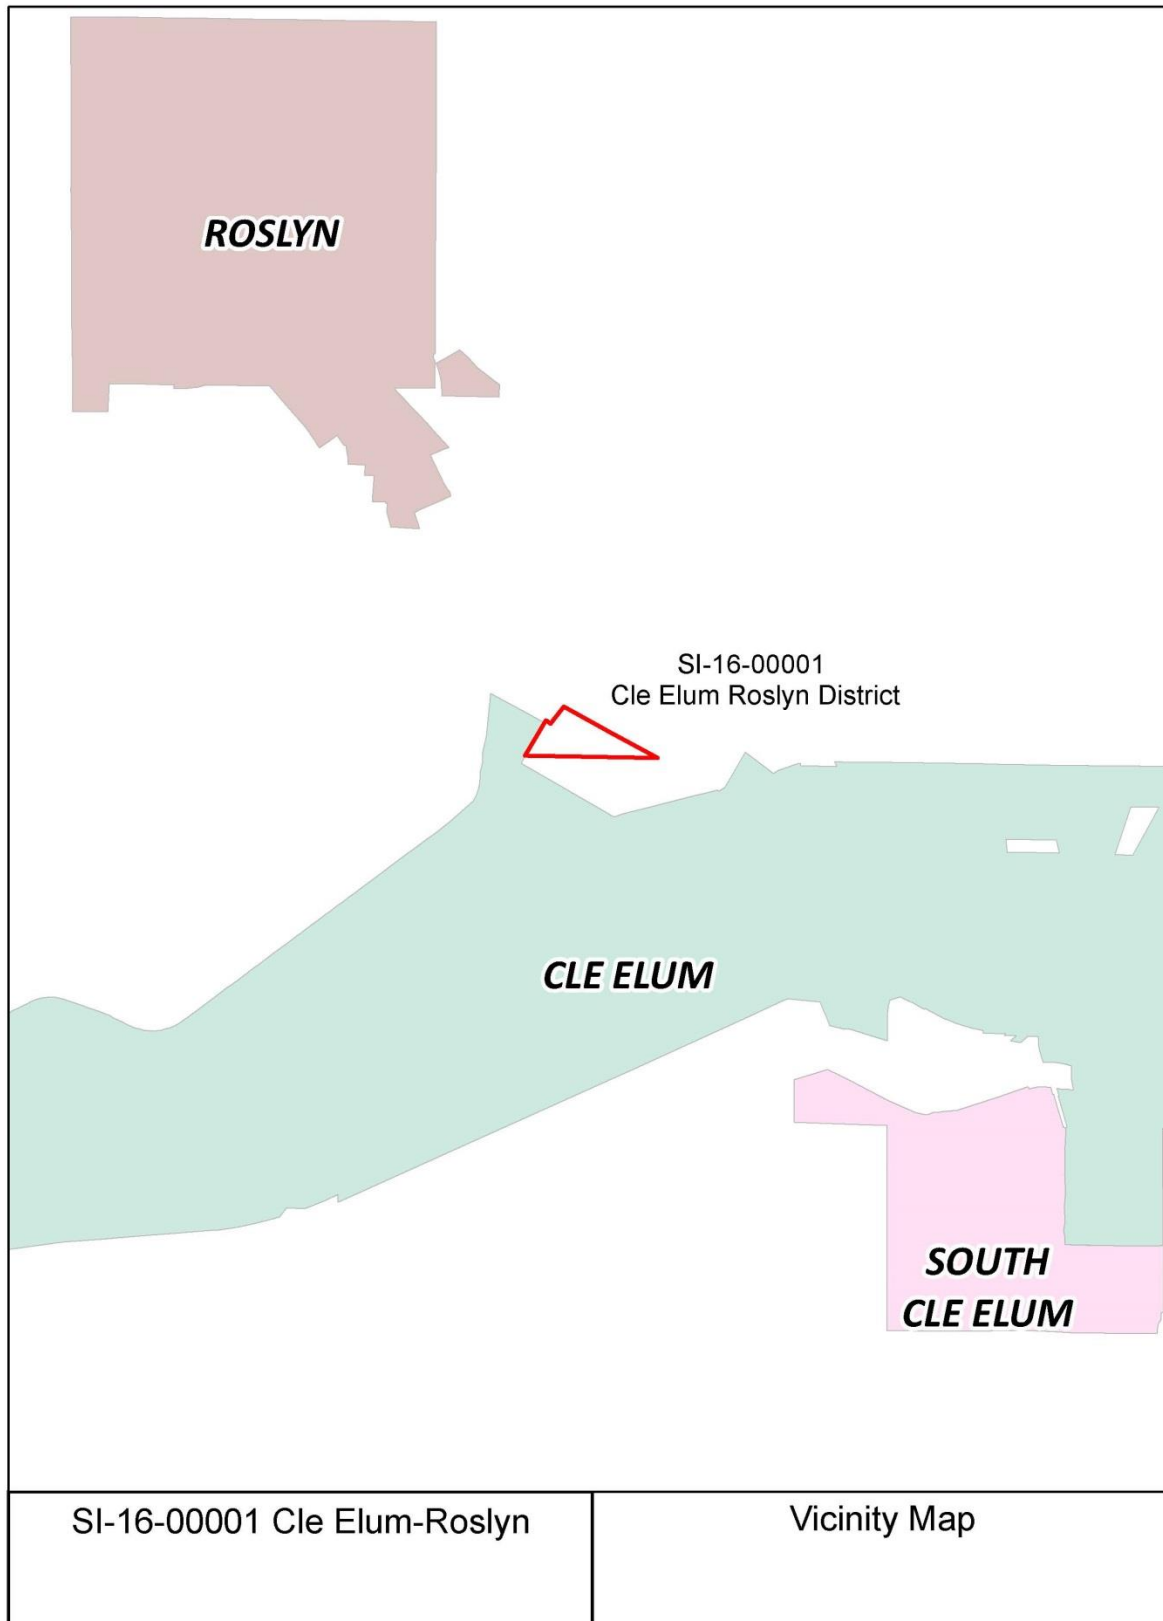 ROSLYN
SI-16-00001
Cle Elum Roslyn District
CLE ELUM
SOUTH
CLE ELUM
SI-16-00001 Cle Elum-Roslyn
Vicinity Map